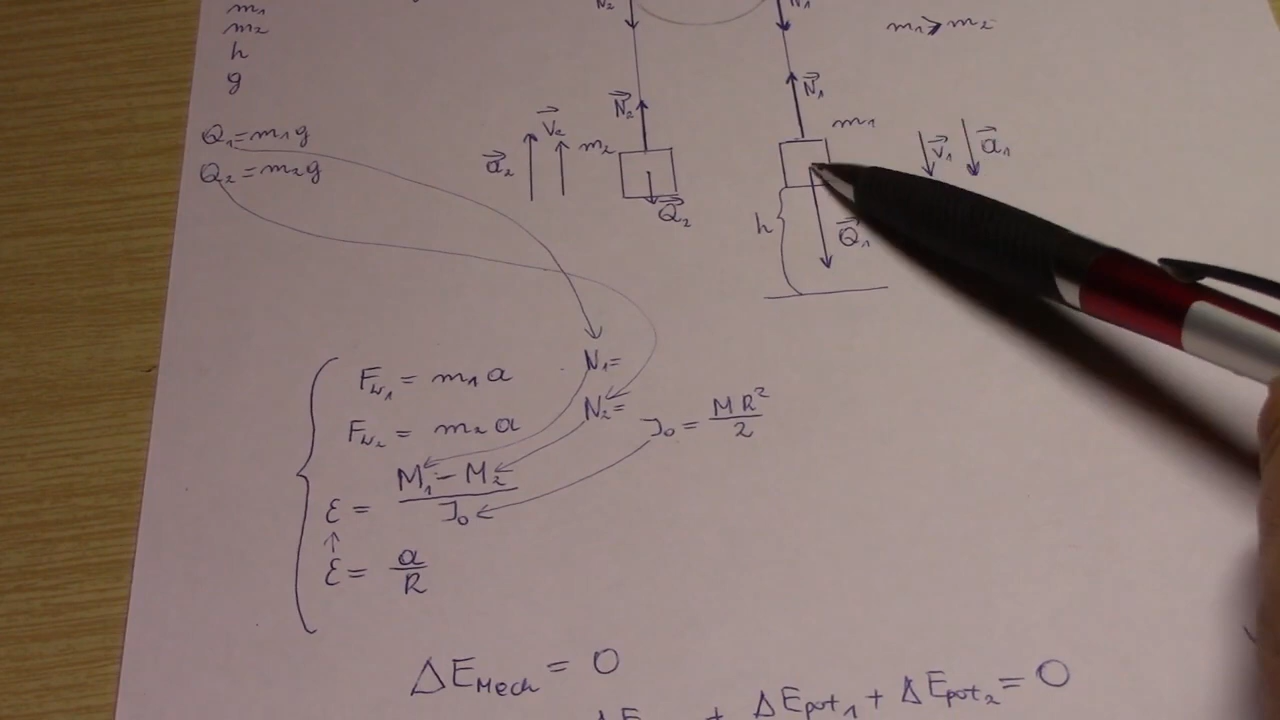 m₁
m₂
h
g
N₂ N₁
m₁ > m₂
Q₁ = m₁g
Q₂ = m₂g
a⃗₂ v⃗₂ m₂ N⃗₂ Q⃗₂
N⃗₁ m₁ v⃗₁ a⃗₁
h Q⃗₁
F_w₁ = m₁ a
N₁ =
F_w₂ = m₂ a
N₂ =
J₀ = MR²/2
ε = (M₁ - M₂)/J₀
ε = a/R
ΔE_Mech = 0
+ ΔE_pot₁ + ΔE_pot₂ = 0